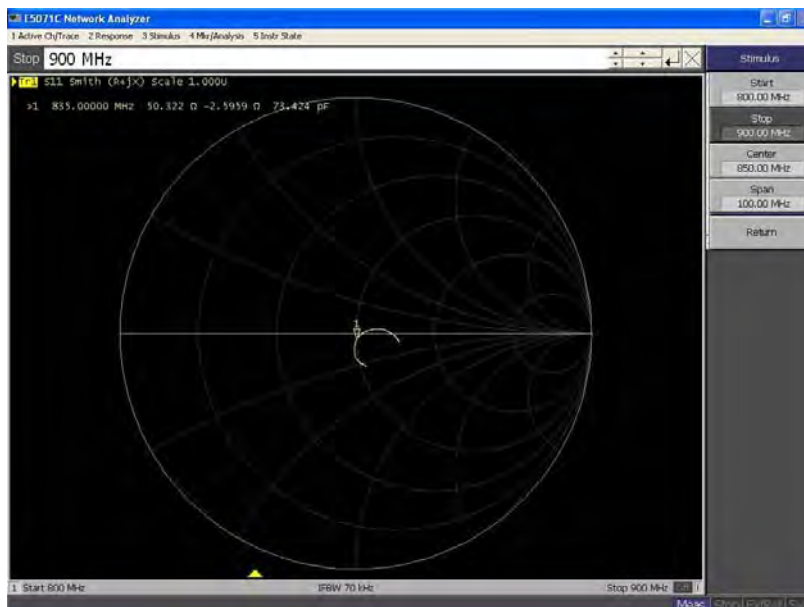 E5071C Network Analyzer
1 Active Ch/Trace 2 Response 3 Stimulus 4 Mkr/Analysis 5 Instr State
Stop 900 MHz
Tr1 S11 Smith (R+jX) Scale 1.000U
>1 835.00000 MHz 50.322 Ω -2.5959 Ω 73.424 pF
1
Stimulus
Start
800.00 MHz
Stop
900.00 MHz
Center
850.00 MHz
Span
100.00 MHz
Return
1 Start 800 MHz IFBW 70 kHz Stop 900 MHz
Meas Stop ExtRef